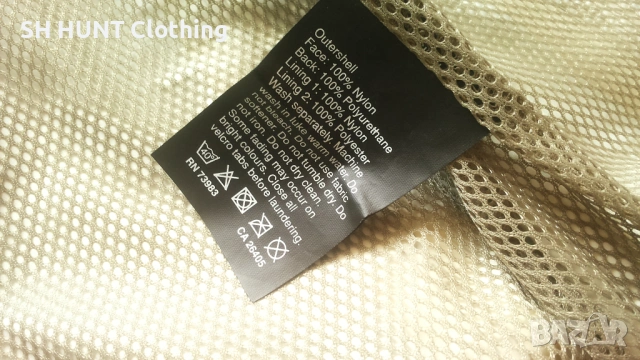 SH HUNT Clothing
Outershell
Face: 100% Nylon
Back: 100% Polyurethane
Lining 1: 100% Nylon
Lining 2: 100% Polyester
Wash separately. Machine
wash in luke warm water. Do
not bleach. Do not use fabric
softener. Do not tumble dry. Do
not iron. Do not dry clean.
Some fading may occur on
bright colours. Close all
velcro tabs before laundering.
40°
RN 73983
CA 26405
BAZAR